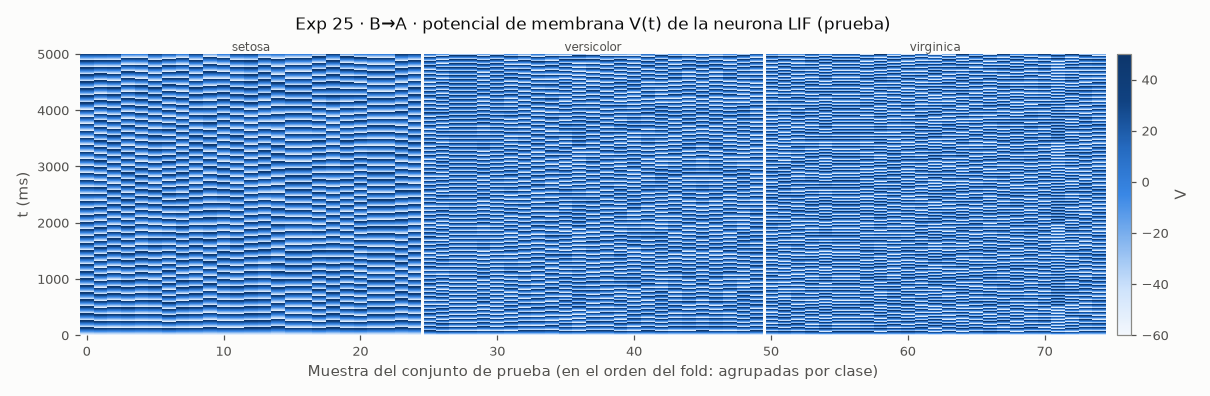 Exp 25 · B→A · potencial de membrana V(t) de la neurona LIF (prueba)
setosa
versicolor
virginica
5000
4000
3000
2000
1000
0
t (ms)
0
10
20
30
40
50
60
70
Muestra del conjunto de prueba (en el orden del fold: agrupadas por clase)
40
20
0
−20
−40
−60
V